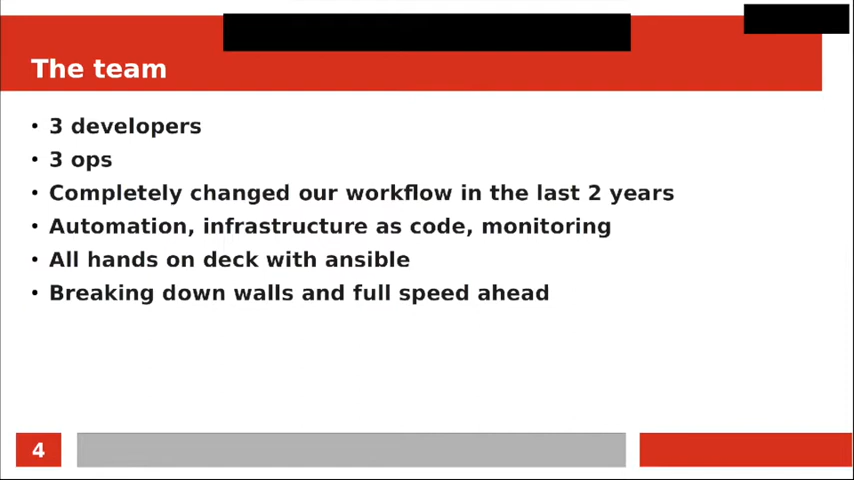 The team
• 3 developers
• 3 ops
• Completely changed our workflow in the last 2 years
• Automation, infrastructure as code, monitoring
• All hands on deck with ansible
• Breaking down walls and full speed ahead
4